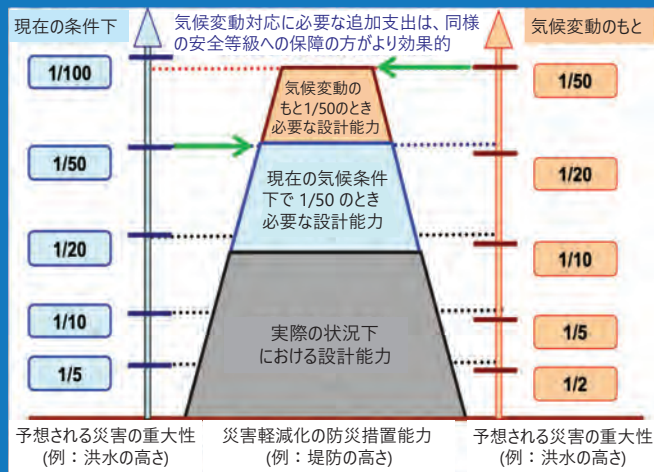 現在の条件下
気候変動対応に必要な追加支出は、同様
の安全等級への保障の方がより効果的
気候変動のもと
1/100
1/50
1/20
1/10
1/5
気候変動の
もと1/50のとき
必要な設計能力
現在の気候条件
下で 1/50 のとき
必要な設計能力
実際の状況下
における設計能力
1/50
1/20
1/10
1/5
1/2
予想される災害の重大性
(例：洪水の高さ)
災害軽減化の防災措置能力
(例：堤防の高さ)
予想される災害の重大性
(例：洪水の高さ)